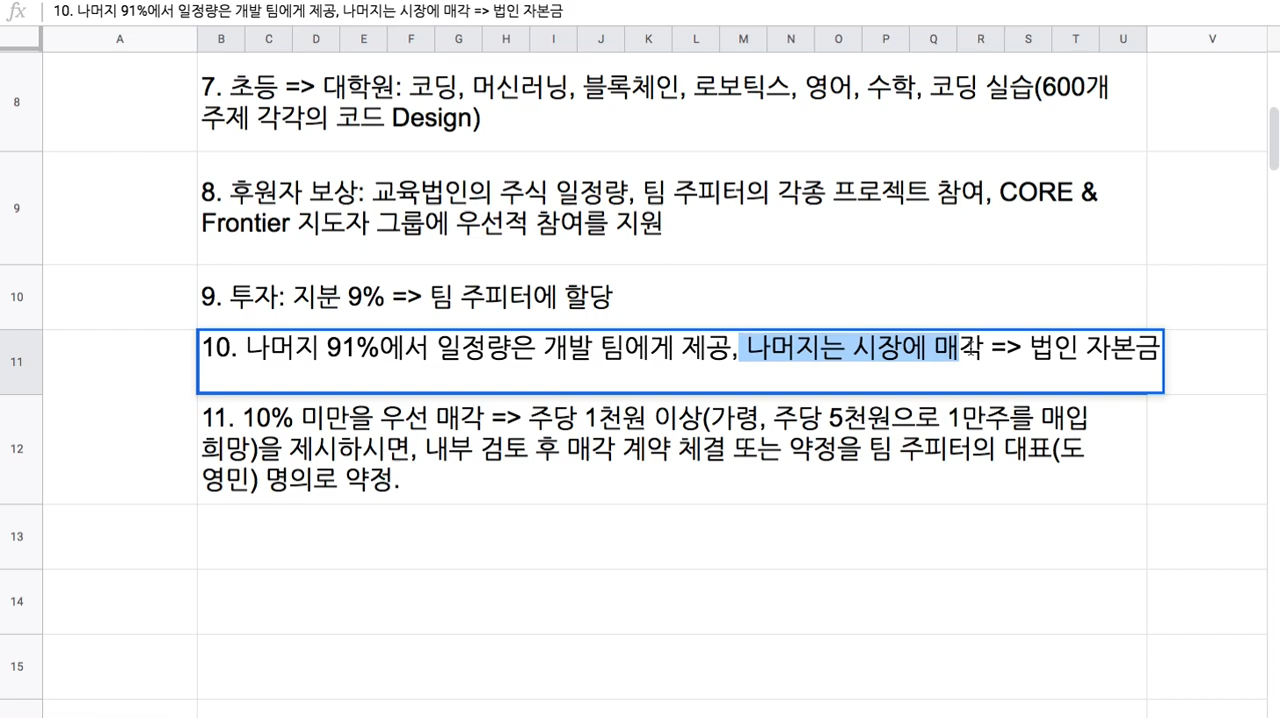 fx 10. 나머지 91%에서 일정량은 개발 팀에게 제공, 나머지는 시장에 매각 => 법인 자본금
A B C D E F G H I J K L M N O P Q R S T U V
8 7. 초등 => 대학원: 코딩, 머신러닝, 블록체인, 로보틱스, 영어, 수학, 코딩 실습(600개
주제 각각의 코드 Design)
9 8. 후원자 보상: 교육법인의 주식 일정량, 팀 주피터의 각종 프로젝트 참여, CORE &
Frontier 지도자 그룹에 우선적 참여를 지원
10 9. 투자: 지분 9% => 팀 주피터에 할당
11 10. 나머지 91%에서 일정량은 개발 팀에게 제공, 나머지는 시장에 매각 => 법인 자본금
12 11. 10% 미만을 우선 매각 => 주당 1천원 이상(가령, 주당 5천원으로 1만주를 매입
희망)을 제시하시면, 내부 검토 후 매각 계약 체결 또는 약정을 팀 주피터의 대표(도
영민) 명의로 약정.
13
14
15